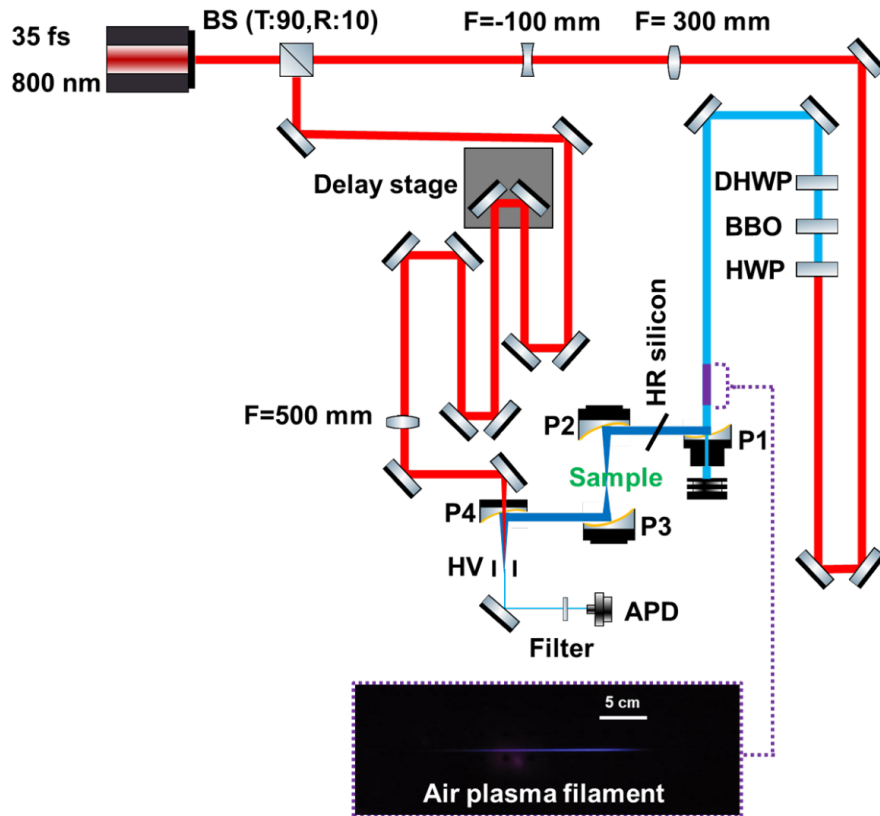 35 fs
800 nm
BS (T:90,R:10)
F=-100 mm
F= 300 mm
Delay stage
DHWP
BBO
HWP
HR silicon
F=500 mm
P2
P1
Sample
P4
P3
HV
APD
Filter
5 cm
Air plasma filament